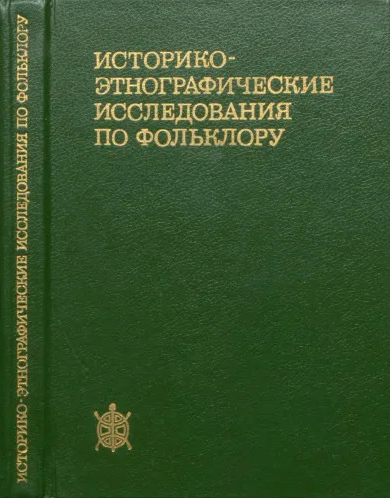 ИСТОРИКО-
ЭТНОГРАФИЧЕСКИЕ
ИССЛЕДОВАНИЯ
ПО ФОЛЬКЛОРУ
ИСТОРИКО-ЭТНОГРАФИЧЕСКИЕ ИССЛЕДОВАНИЯ ПО ФОЛЬКЛОРУ